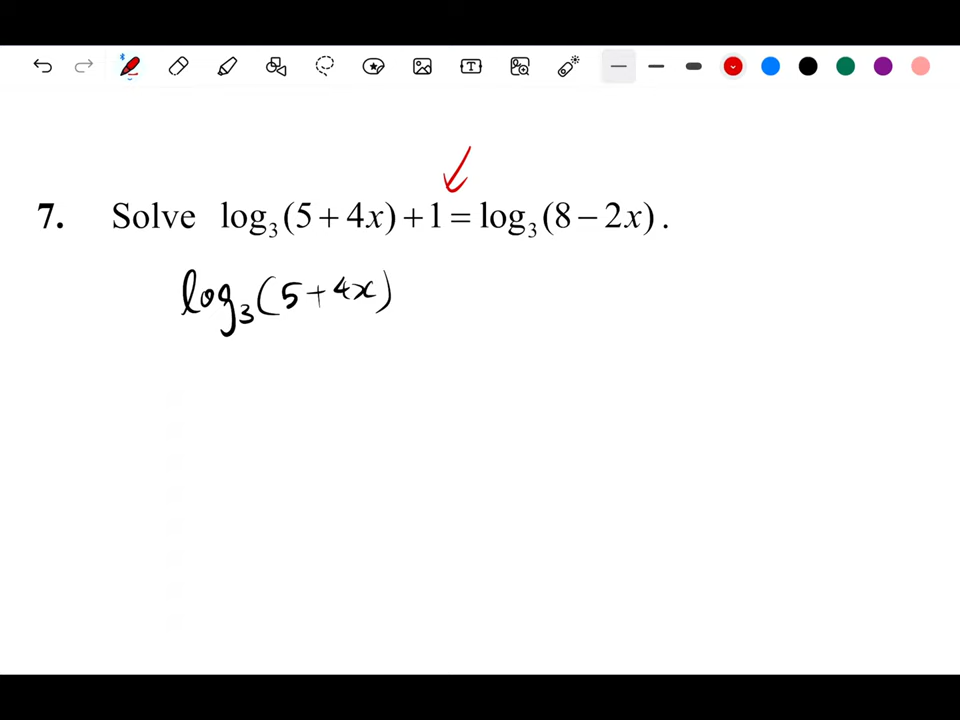 7. Solve log₃(5 + 4x) + 1 = log₃(8 − 2x).
log₃(5+4x)